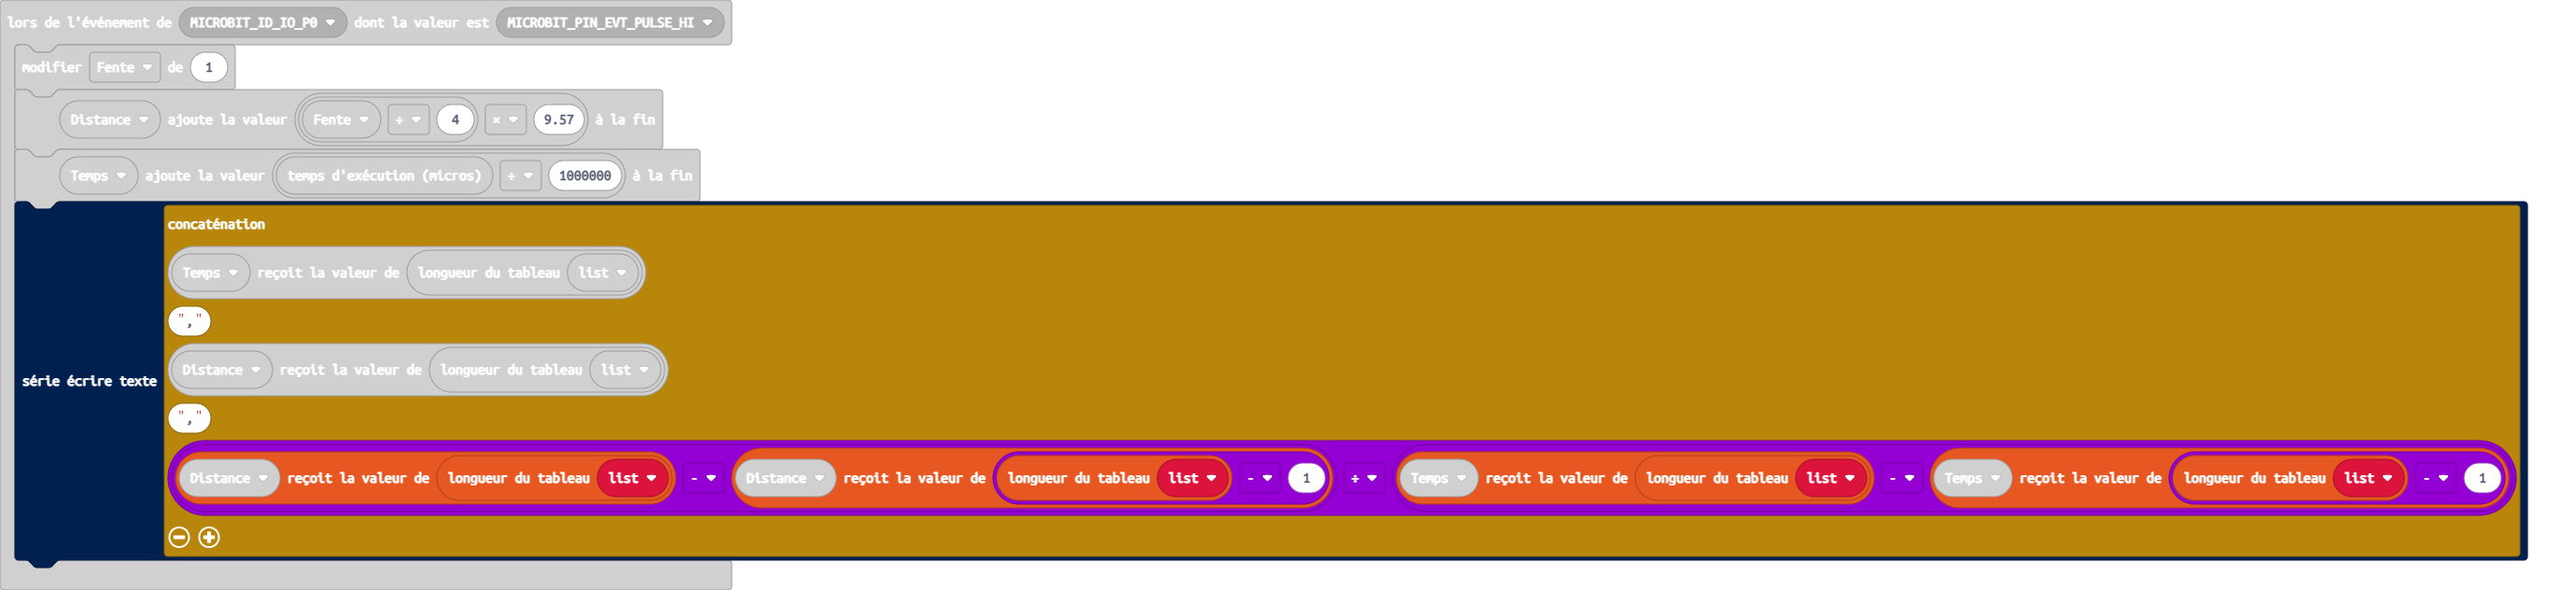 lors de l'événement de MICROBIT_ID_IO_P0 dont la valeur est MICROBIT_PIN_EVT_PULSE_HI
modifier Fente de 1
Distance ajoute la valeur Fente ÷ 4 × 9.57 à la fin
Temps ajoute la valeur temps d'exécution (micros) ÷ 1000000 à la fin
concaténation
Temps reçoit la valeur de longueur du tableau list
","
Distance reçoit la valeur de longueur du tableau list
série écrire texte
","
Distance reçoit la valeur de longueur du tableau list - Distance reçoit la valeur de longueur du tableau list - 1 ÷ Temps reçoit la valeur de longueur du tableau list - Temps reçoit la valeur de longueur du tableau list - 1